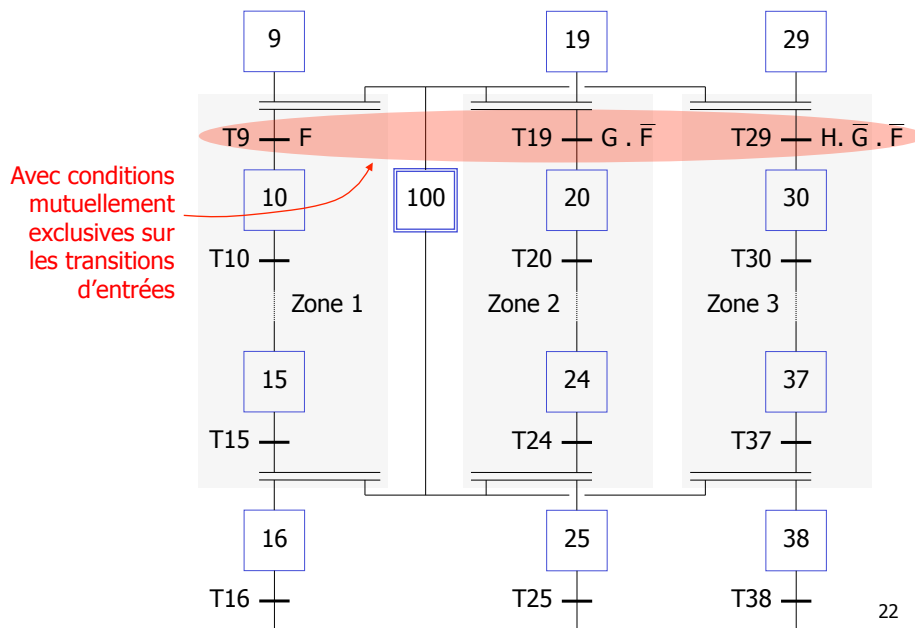 9 19 29
T9 F T19 G . F̅ T29 H. G̅ . F̅
Avec conditions
mutuellement
exclusives sur
les transitions
d'entrées
10 100 20 30
T10 T20 T30
Zone 1 Zone 2 Zone 3
15 24 37
T15 T24 T37
16 25 38
T16 T25 T38
22